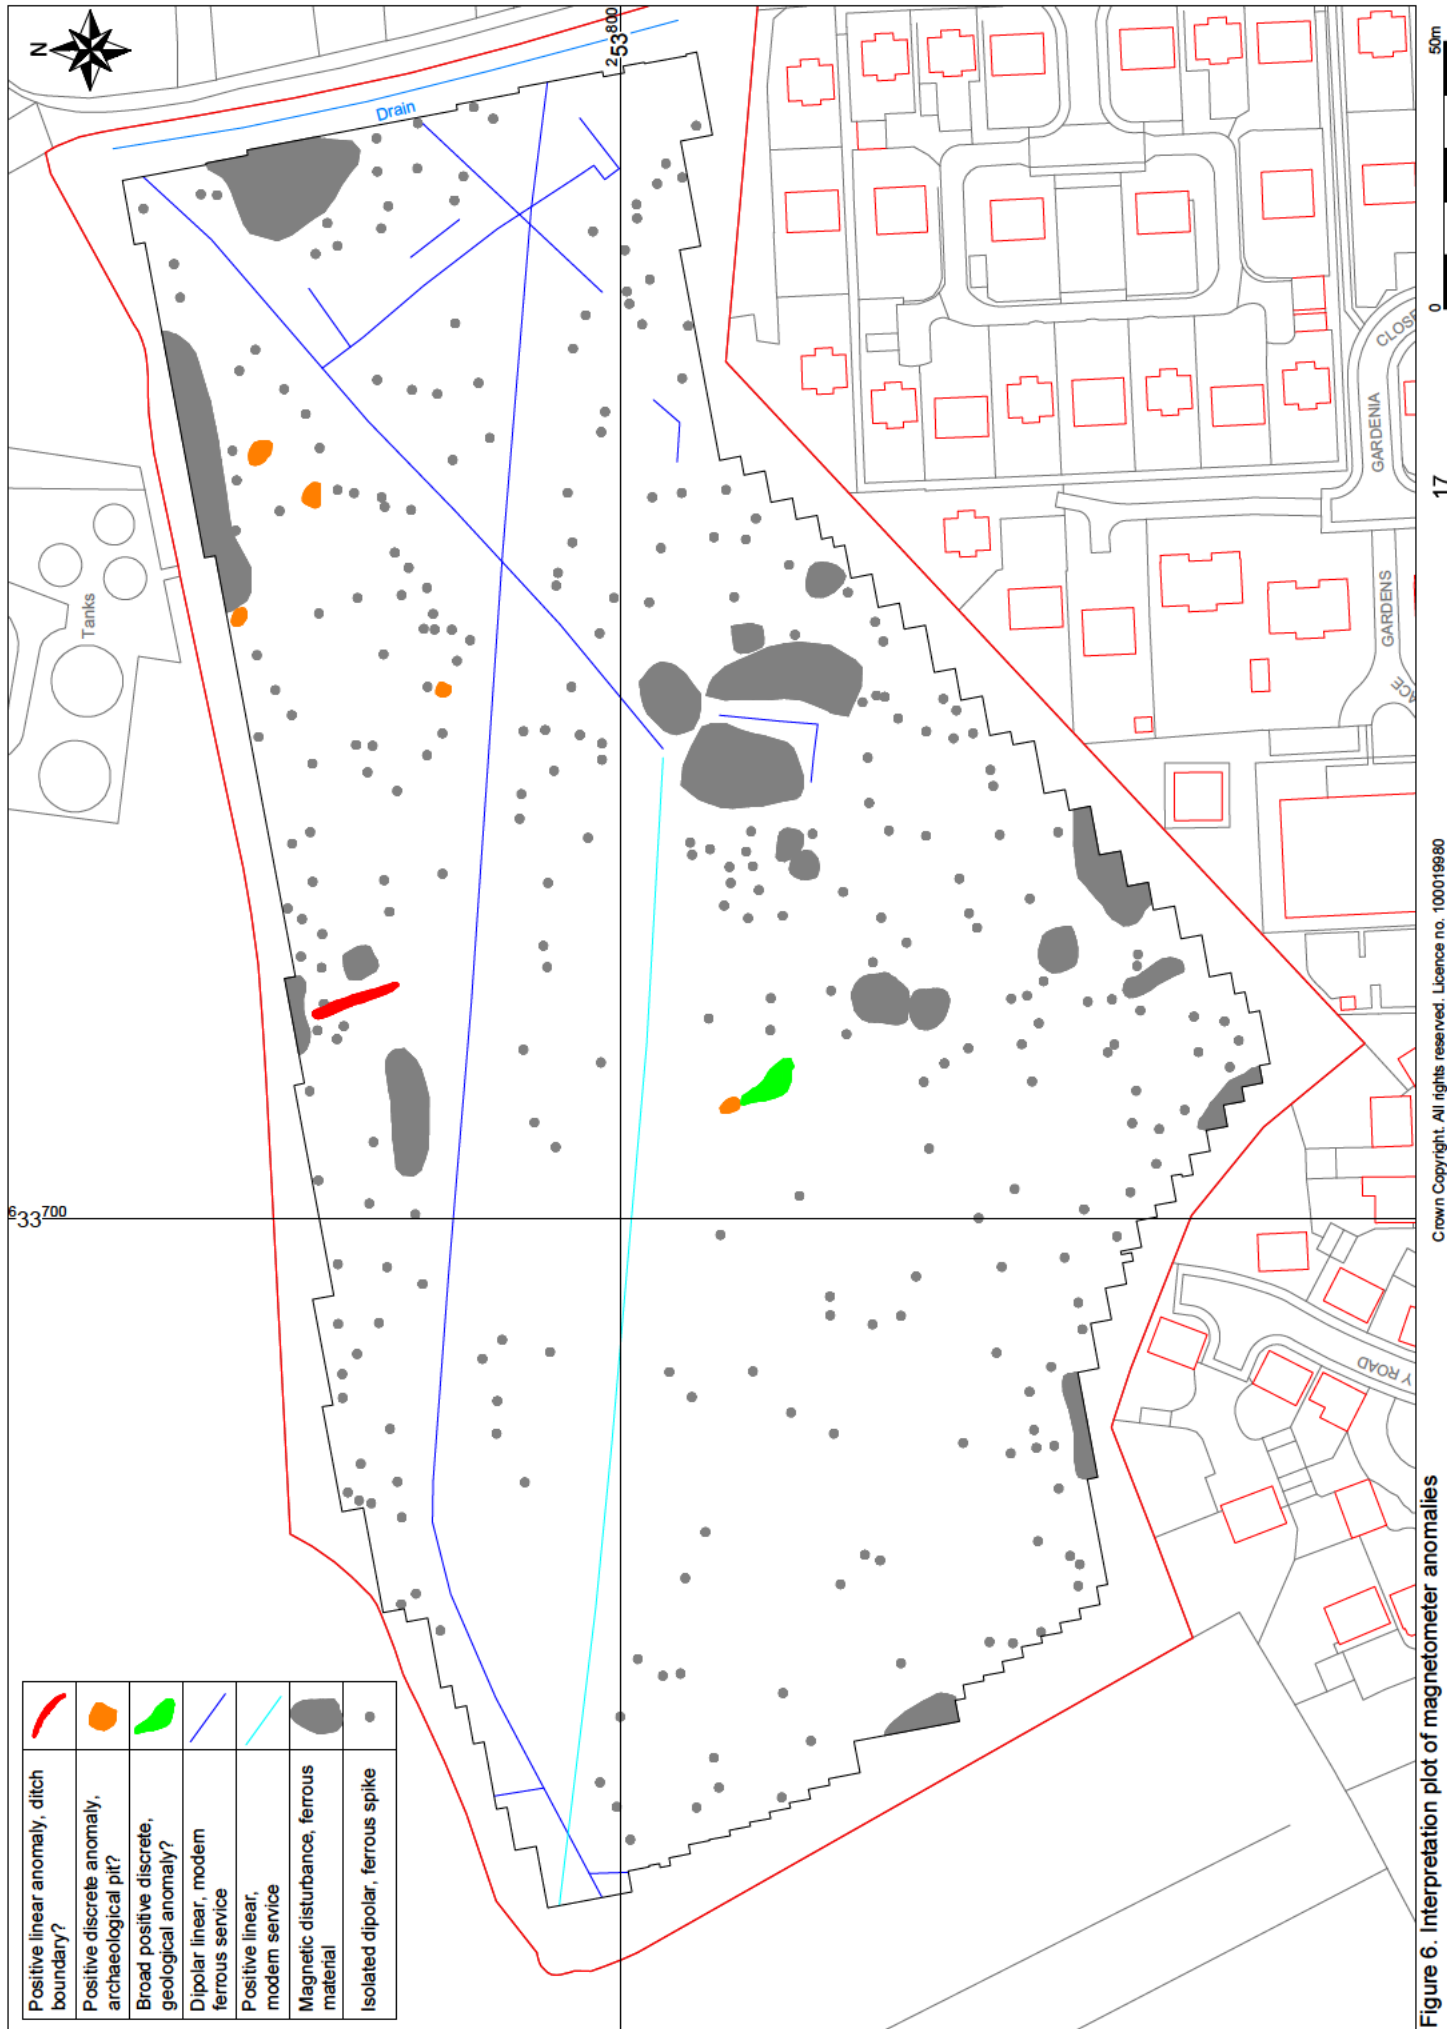 N
Drain
253800
Tanks
633700
GARDENIA
CLOSE
GARDENS
ACE
Y ROAD
Positive linear anomaly, ditch
boundary?
Positive discrete anomaly,
archaeological pit?
Broad positive discrete,
geological anomaly?
Dipolar linear, modern
ferrous service
Positive linear,
modern service
Magnetic disturbance, ferrous
material
Isolated dipolar, ferrous spike
0
50m
17
Crown Copyright. All rights reserved. Licence no. 100019980
Figure 6. Interpretation plot of magnetometer anomalies